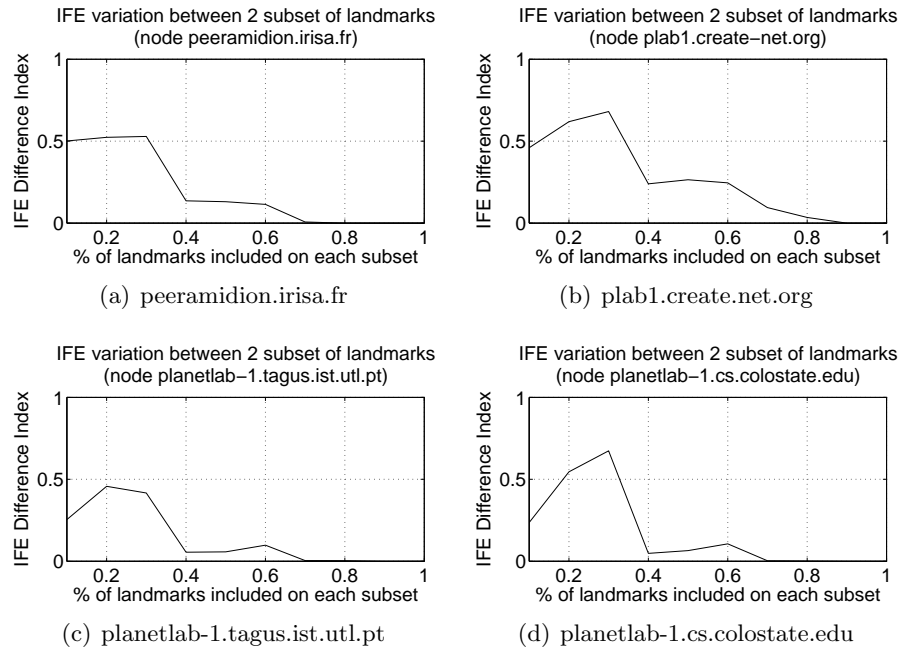 IFE variation between 2 subset of landmarks
(node peeramidion.irisa.fr)
1
0.5
0
IFE Difference Index
0.2 0.4 0.6 0.8 1
% of landmarks included on each subset
(a) peeramidion.irisa.fr
IFE variation between 2 subset of landmarks
(node plab1.create−net.org)
1
0.5
0
IFE Difference Index
0.2 0.4 0.6 0.8 1
% of landmarks included on each subset
(b) plab1.create.net.org
IFE variation between 2 subset of landmarks
(node planetlab−1.tagus.ist.utl.pt)
1
0.5
0
IFE Difference Index
0.2 0.4 0.6 0.8 1
% of landmarks included on each subset
(c) planetlab-1.tagus.ist.utl.pt
IFE variation between 2 subset of landmarks
(node planetlab−1.cs.colostate.edu)
1
0.5
0
IFE Difference Index
0.2 0.4 0.6 0.8 1
% of landmarks included on each subset
(d) planetlab-1.cs.colostate.edu